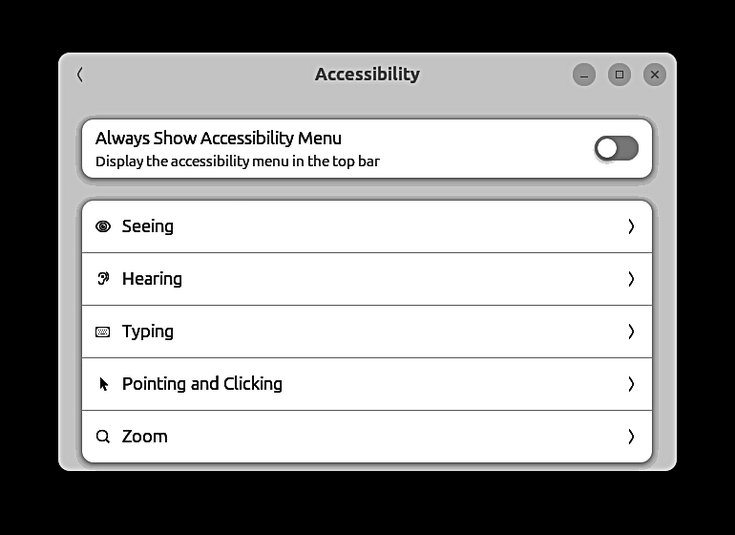 Accessibility
Always Show Accessibility Menu
Display the accessibility menu in the top bar
Seeing
Hearing
Typing
Pointing and Clicking
Zoom